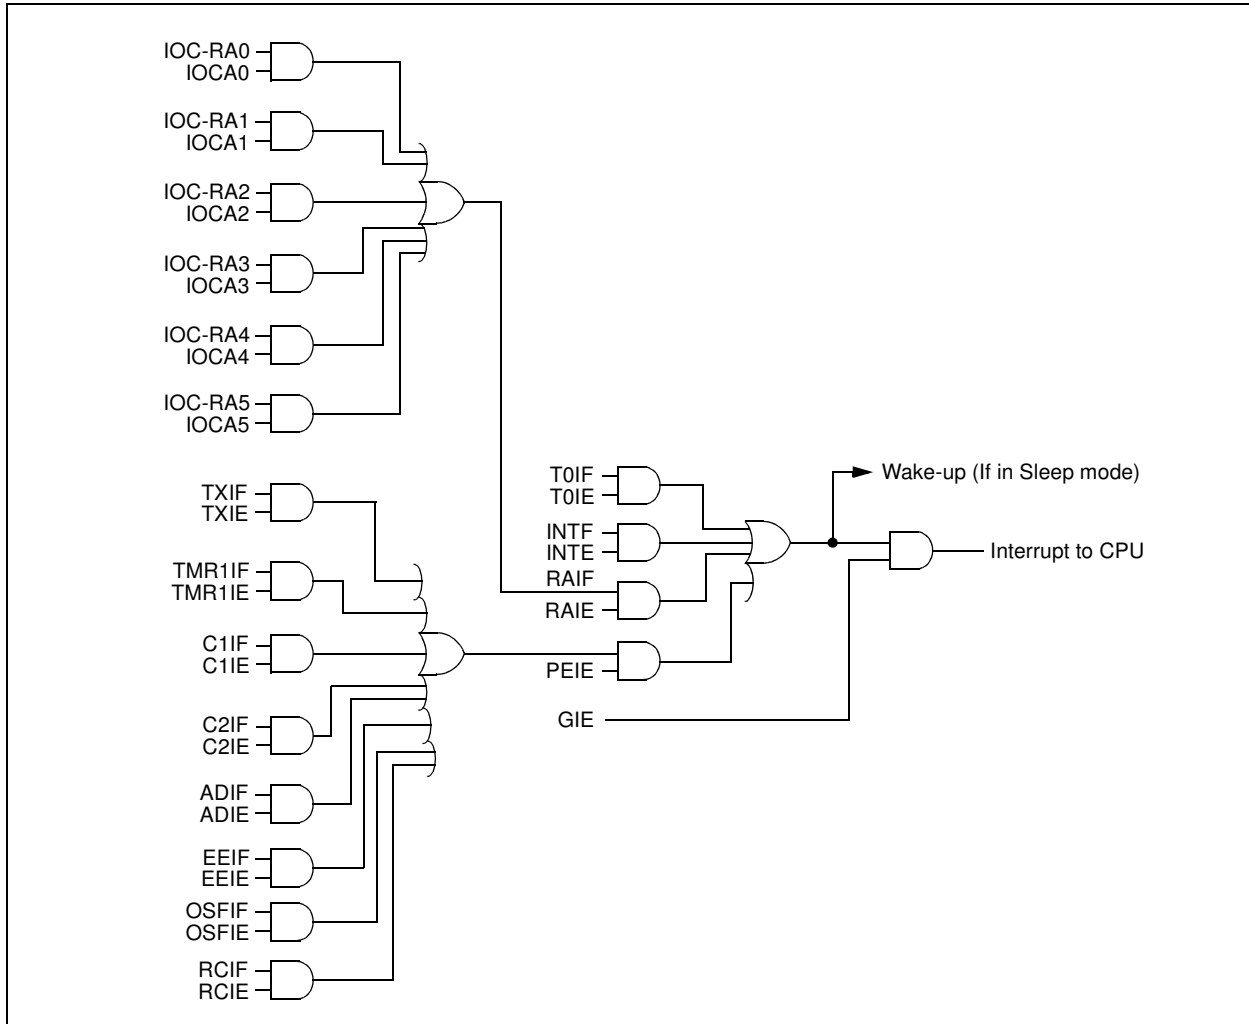 IOC-RA0
IOCA0
IOC-RA1
IOCA1
IOC-RA2
IOCA2
IOC-RA3
IOCA3
IOC-RA4
IOCA4
IOC-RA5
IOCA5
TXIF
TXIE
TMR1IF
TMR1IE
C1IF
C1IE
C2IF
C2IE
ADIF
ADIE
EEIF
EEIE
OSFIF
OSFIE
RCIF
RCIE
T0IF
T0IE
INTF
INTE
RAIF
RAIE
PEIE
GIE
Wake-up (If in Sleep mode)
Interrupt to CPU